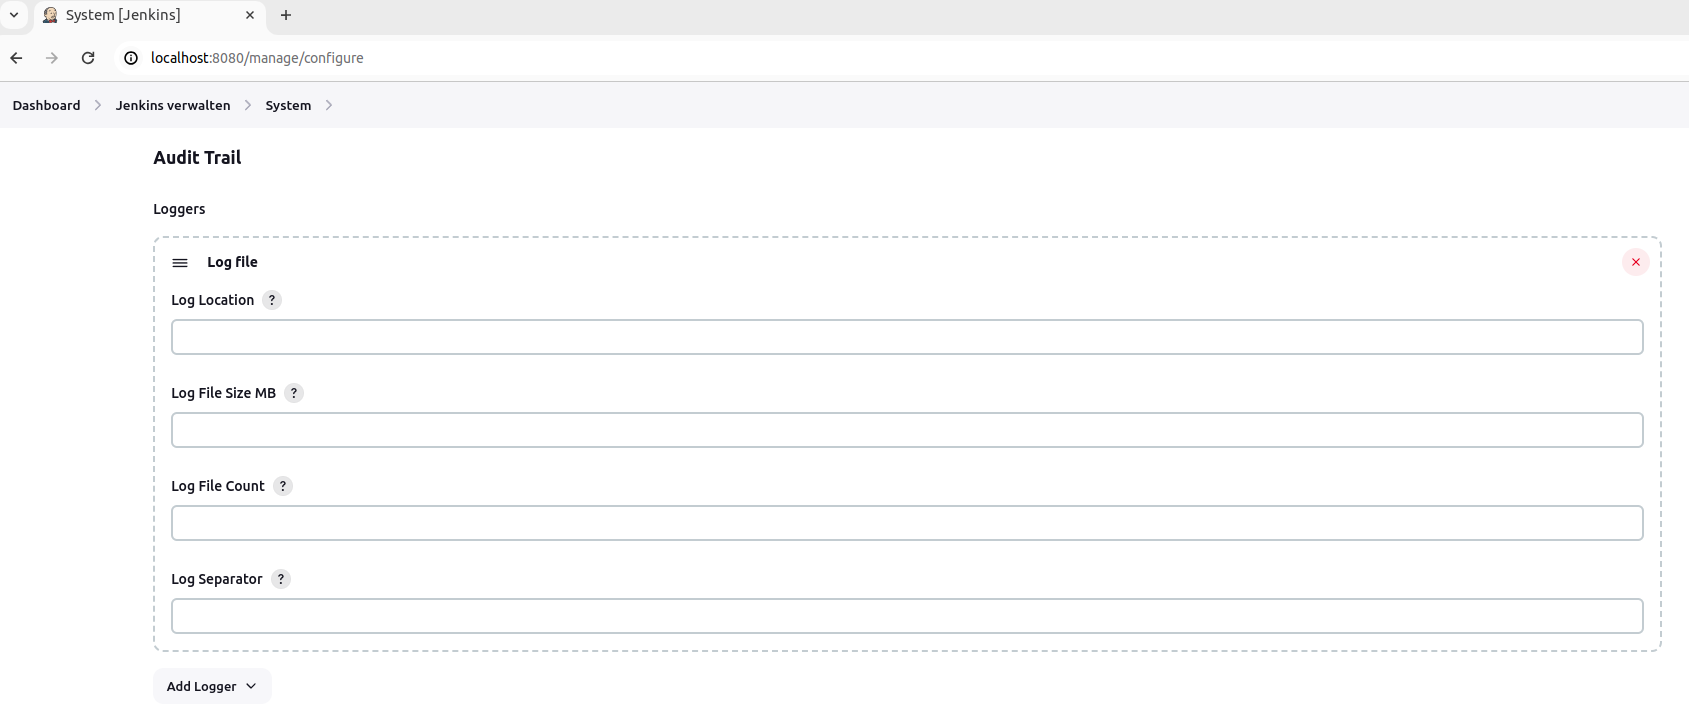 System [Jenkins]
localhost:8080/manage/configure
Dashboard Jenkins verwalten System
Audit Trail
Loggers
Log file
Log Location ?
Log File Size MB ?
Log File Count ?
Log Separator ?
Add Logger